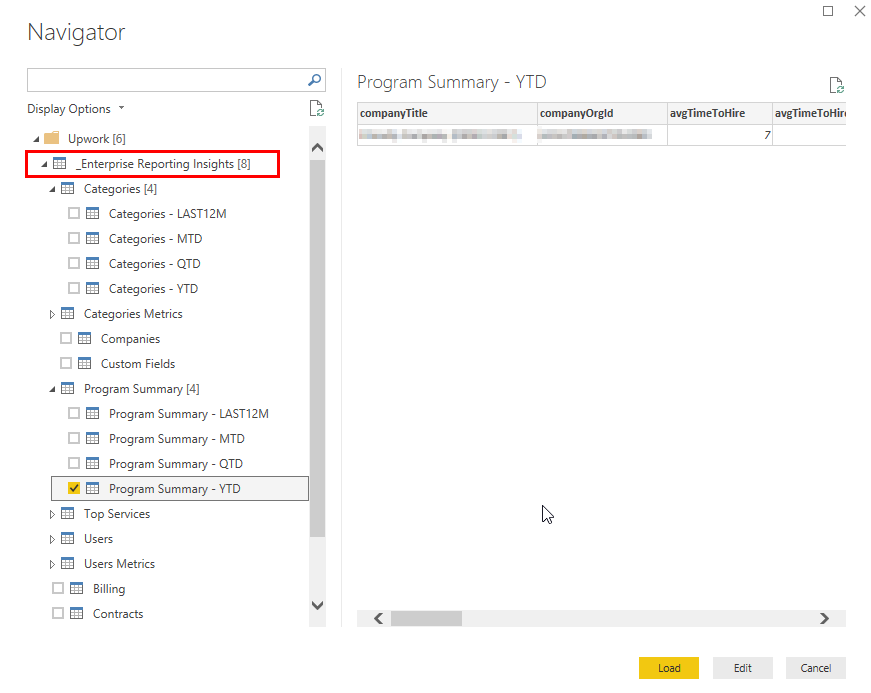 Navigator
Display Options
Upwork [6]
_Enterprise Reporting Insights [8]
Categories [4]
Categories - LAST12M
Categories - MTD
Categories - QTD
Categories - YTD
Categories Metrics
Companies
Custom Fields
Program Summary [4]
Program Summary - LAST12M
Program Summary - MTD
Program Summary - QTD
Program Summary - YTD
Top Services
Users
Users Metrics
Billing
Contracts
Program Summary - YTD
companyTitle companyOrgId avgTimeToHire avgTimeToHire
7
Load Edit Cancel